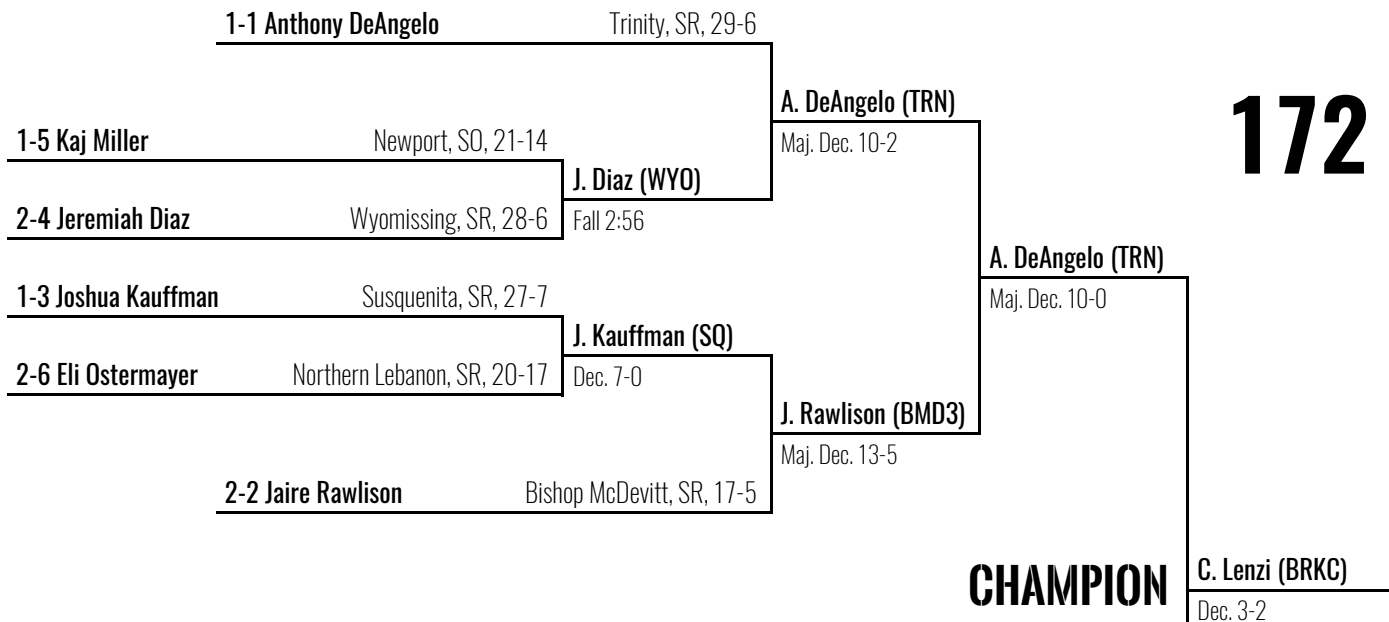 1-1 Anthony DeAngelo Trinity, SR, 29-6
A. DeAngelo (TRN)
Maj. Dec. 10-2
172
1-5 Kaj Miller Newport, SO, 21-14
J. Diaz (WYO)
Fall 2:56
2-4 Jeremiah Diaz Wyomissing, SR, 28-6
A. DeAngelo (TRN)
Maj. Dec. 10-0
1-3 Joshua Kauffman Susquenita, SR, 27-7
J. Kauffman (SQ)
Dec. 7-0
2-6 Eli Ostermayer Northern Lebanon, SR, 20-17
J. Rawlison (BMD3)
Maj. Dec. 13-5
2-2 Jaire Rawlison Bishop McDevitt, SR, 17-5
CHAMPION
C. Lenzi (BRKC)
Dec. 3-2